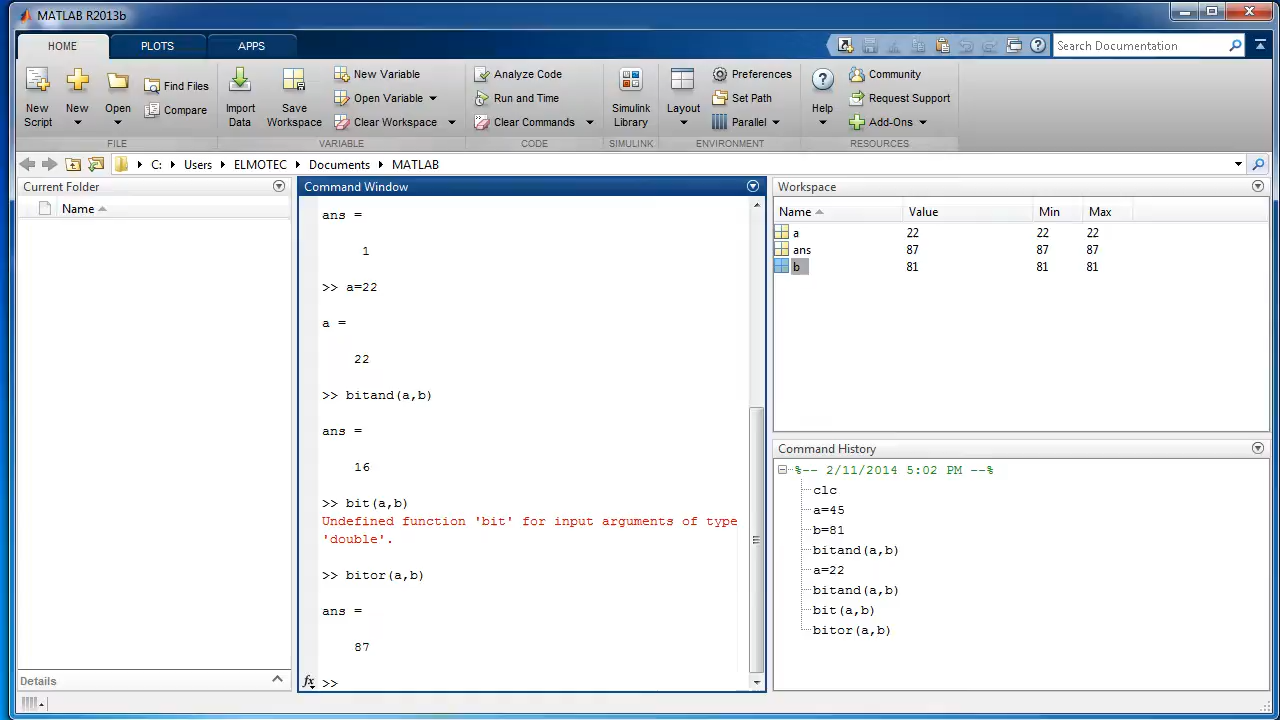 MATLAB R2013b
HOME PLOTS APPS
Search Documentation
New Script
New
Open
Find Files
Compare
FILE
Import Data
Save Workspace
New Variable
Open Variable
Clear Workspace
VARIABLE
Analyze Code
Run and Time
Clear Commands
CODE
Simulink Library
SIMULINK
Layout
Preferences
Set Path
Parallel
ENVIRONMENT
Help
Community
Request Support
Add-Ons
RESOURCES
C: Users ELMOTEC Documents MATLAB
Current Folder
Name
Details
Command Window
ans =
1
>> a=22
a =
22
>> bitand(a,b)
ans =
16
>> bit(a,b)
Undefined function 'bit' for input arguments of type
'double'.
>> bitor(a,b)
ans =
87
fx >>
Workspace
Name Value Min Max
a 22 22 22
ans 87 87 87
b 81 81 81
Command History
%-- 2/11/2014 5:02 PM --%
clc
a=45
b=81
bitand(a,b)
a=22
bitand(a,b)
bit(a,b)
bitor(a,b)